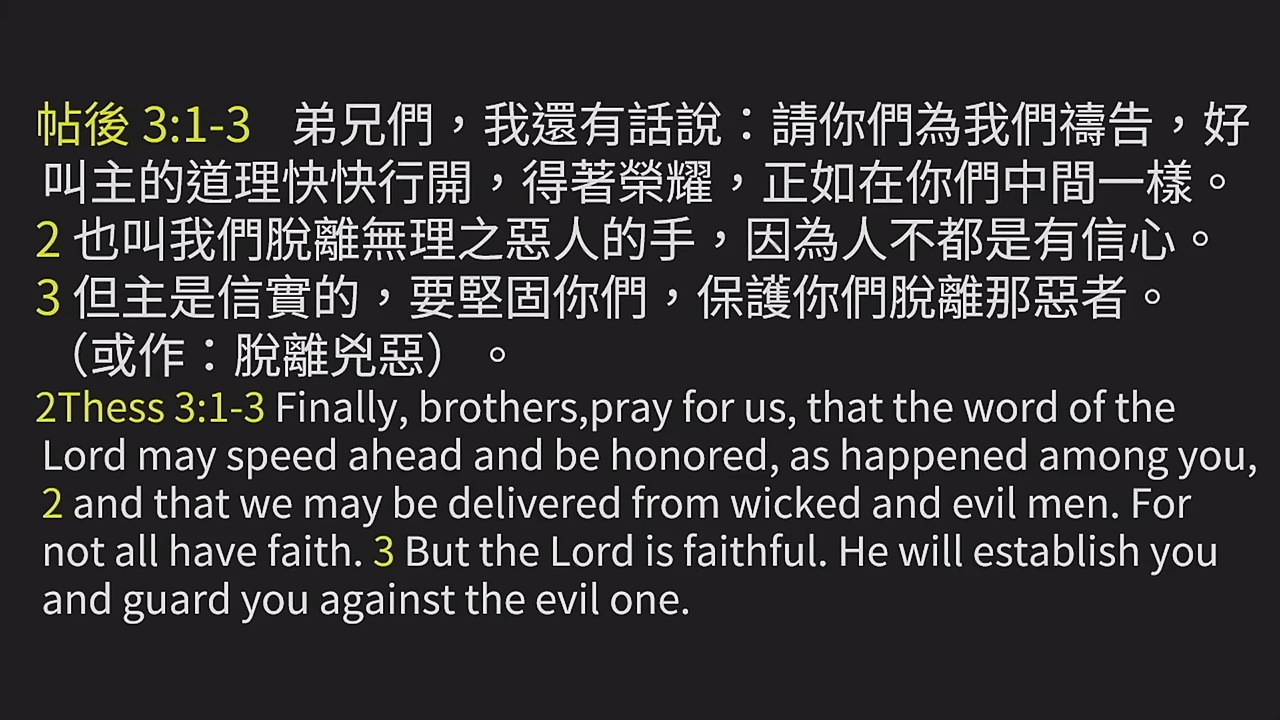 帖後 3:1-3 弟兄們，我還有話說：請你們為我們禱告，好
叫主的道理快快行開，得著榮耀，正如在你們中間一樣。
2 也叫我們脫離無理之惡人的手，因為人不都是有信心。
3 但主是信實的，要堅固你們，保護你們脫離那惡者。
（或作：脫離兇惡）。
2Thess 3:1-3 Finally, brothers,pray for us, that the word of the
Lord may speed ahead and be honored, as happened among you,
2 and that we may be delivered from wicked and evil men. For
not all have faith. 3 But the Lord is faithful. He will establish you
and guard you against the evil one.